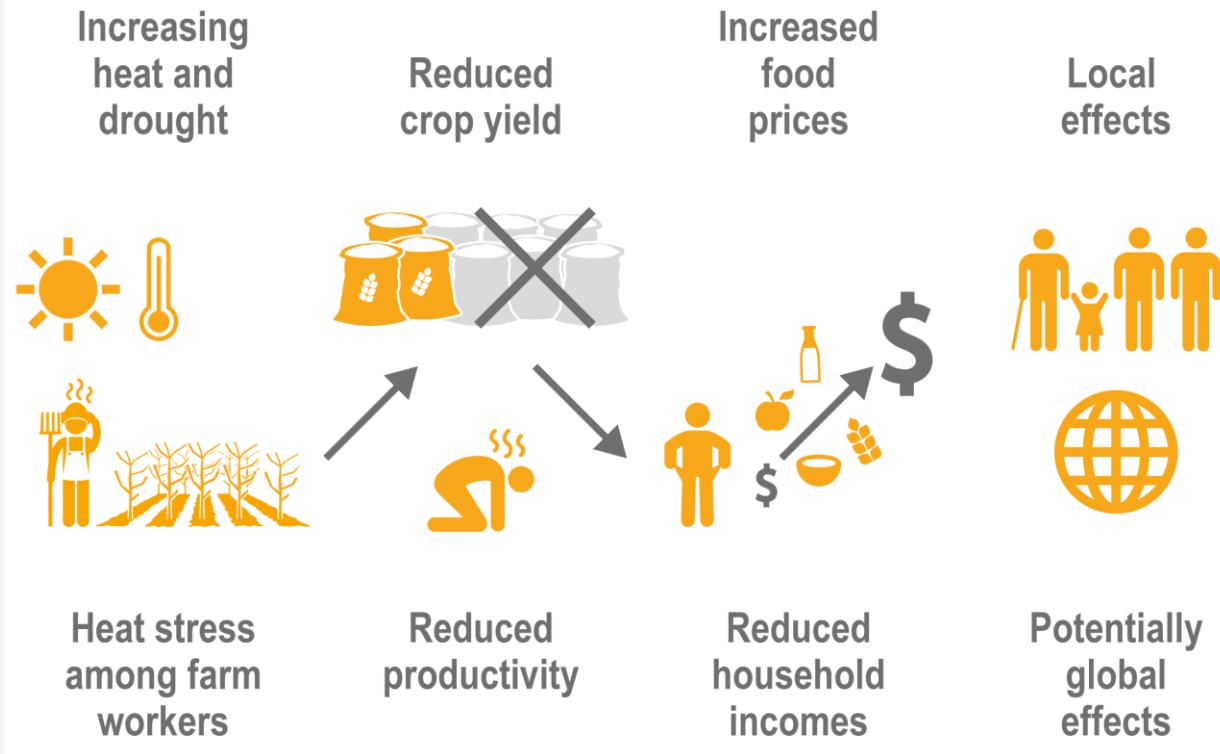 Increasing
heat and
drought
Reduced
crop yield
Increased
food
prices
Local
effects
$
$
Heat stress
among farm
workers
Reduced
productivity
Reduced
household
incomes
Potentially
global
effects